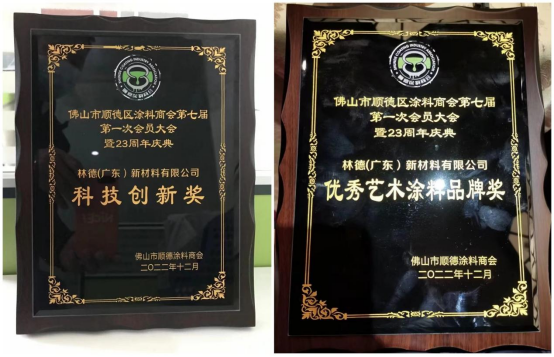 佛山市顺德区涂料商会第七届
第一次会员大会
暨23周年庆典
林德(广东）新材料有限公司
科技创新奖
佛山市顺德涂料商会
二〇二二年十二月
佛山市顺德区涂料商会第七届
第一次会员大会
暨23周年庆典
林德(广东）新材料有限公司
优秀艺术涂料品牌奖
佛山市顺德涂料商会
二〇二二年十二月